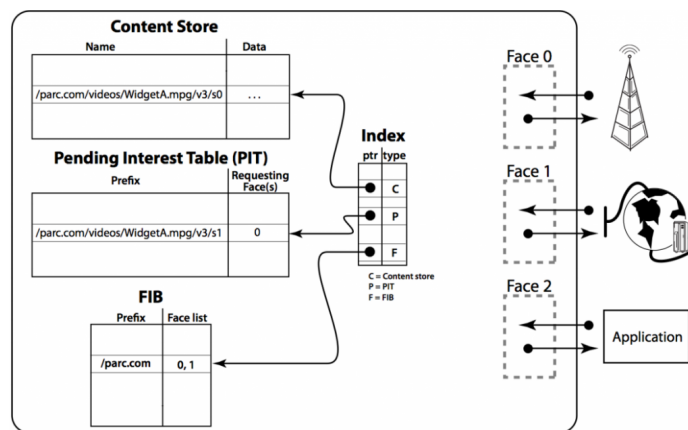 Content Store
Name Data
/parc.com/videos/WidgetA.mpg/v3/s0 ...
Pending Interest Table (PIT)
Prefix Requesting
Face(s)
/parc.com/videos/WidgetA.mpg/v3/s1 0
FIB
Prefix Face list
/parc.com 0, 1
Index
ptr type
C
P
F
C = Content store
P = PIT
F = FIB
Face 0
Face 1
Face 2
Application